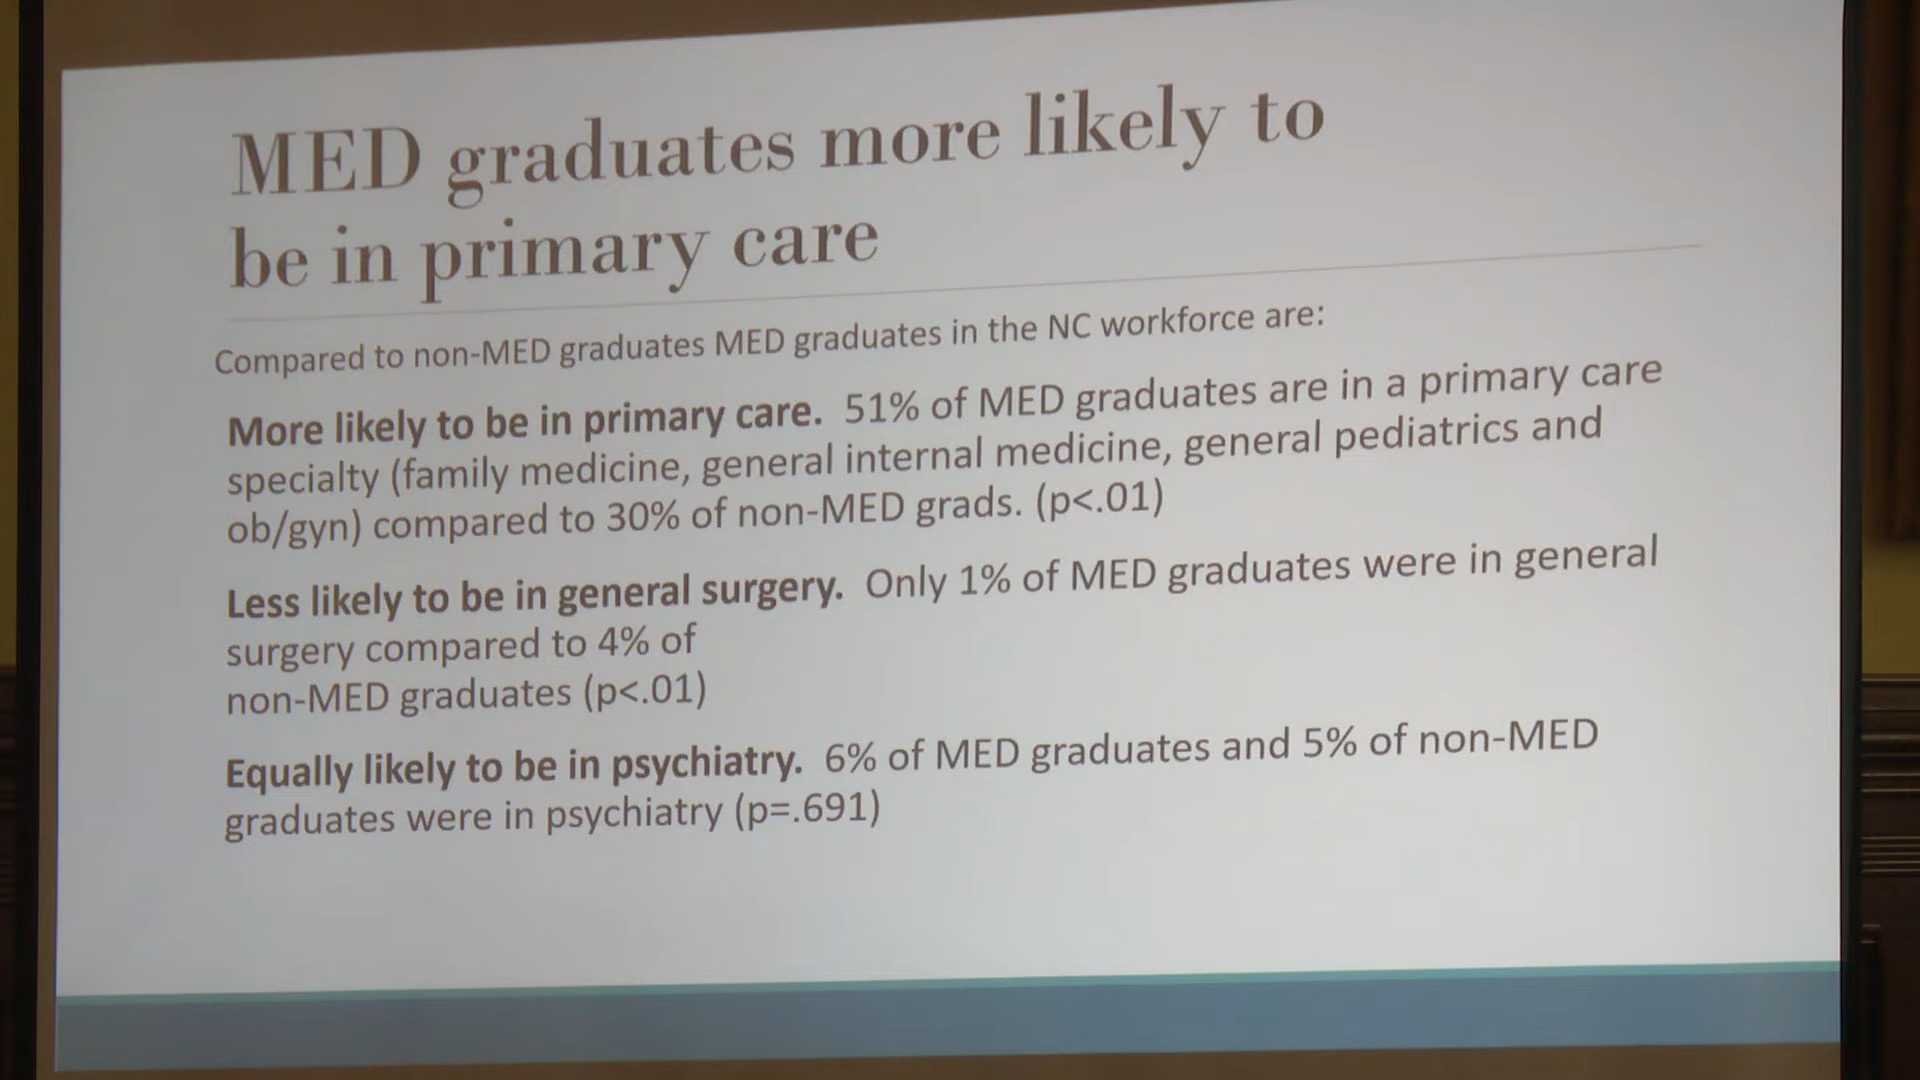 MED graduates more likely to
be in primary care
Compared to non-MED graduates MED graduates in the NC workforce are:
More likely to be in primary care. 51% of MED graduates are in a primary care
specialty (family medicine, general internal medicine, general pediatrics and
ob/gyn) compared to 30% of non-MED grads. (p<.01)
Less likely to be in general surgery. Only 1% of MED graduates were in general
surgery compared to 4% of
non-MED graduates (p<.01)
Equally likely to be in psychiatry. 6% of MED graduates and 5% of non-MED
graduates were in psychiatry (p=.691)